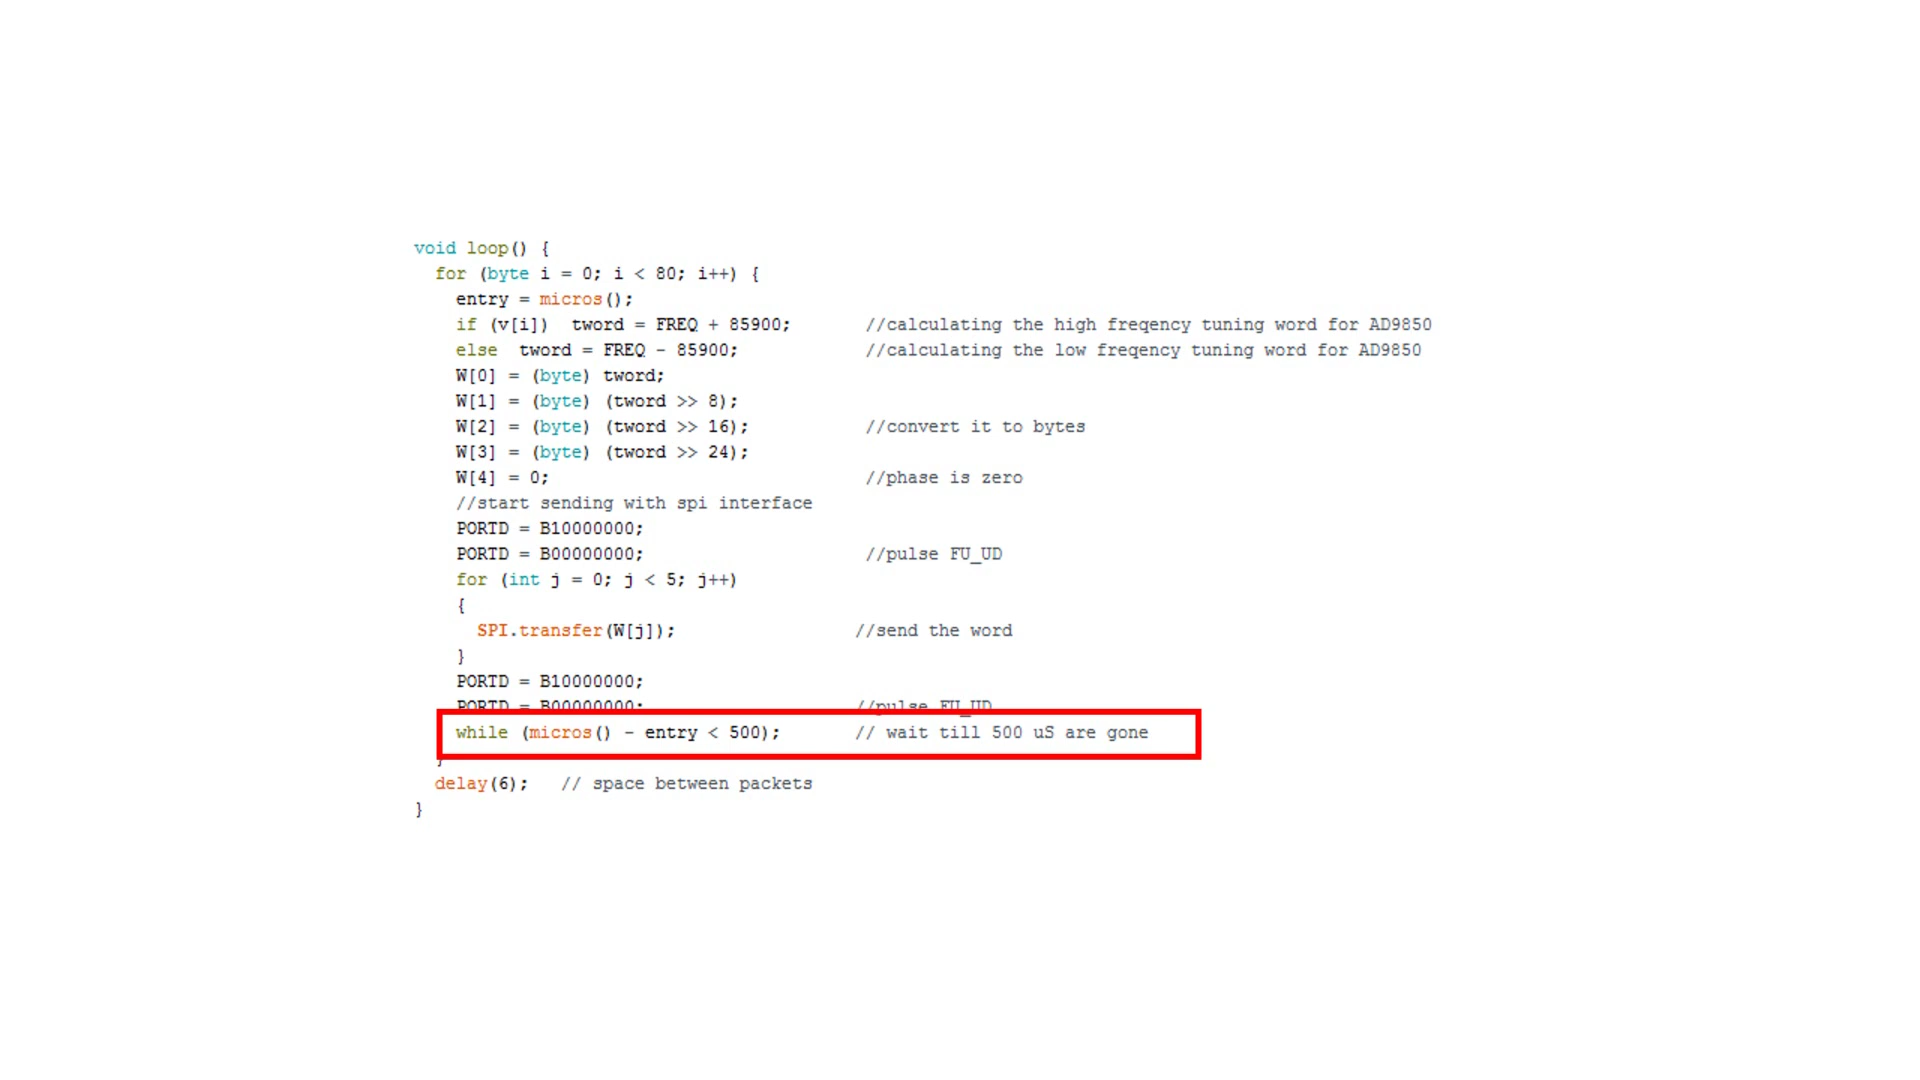 void loop() {
for (byte i = 0; i < 80; i++) {
entry = micros();
if (v[i])  tword = FREQ + 85900;       //calculating the high freqency tuning word for AD9850
else  tword = FREQ - 85900;            //calculating the low freqency tuning word for AD9850
W[0] = (byte) tword;
W[1] = (byte) (tword >> 8);
W[2] = (byte) (tword >> 16);           //convert it to bytes
W[3] = (byte) (tword >> 24);
W[4] = 0;                              //phase is zero
//start sending with spi interface
PORTD = B10000000;
PORTD = B00000000;                     //pulse FU_UD
for (int j = 0; j < 5; j++)
{
SPI.transfer(W[j]);                 //send the word
}
PORTD = B10000000;
PORTD = B00000000;                    //pulse FU_UD
while (micros() - entry < 500);       // wait till 500 uS are gone
}
delay(6);   // space between packets
}